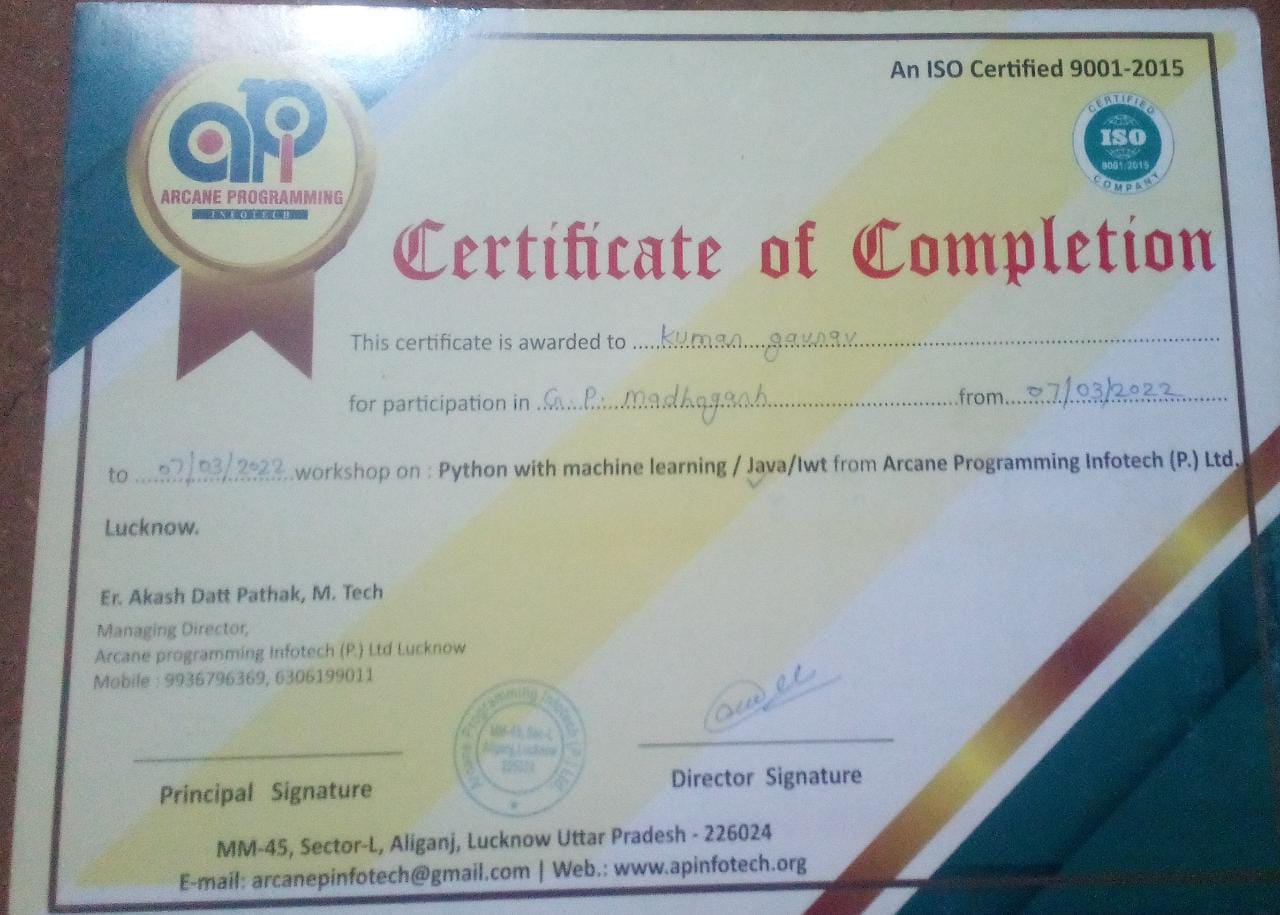 An ISO Certified 9001-2015
api
ARCANE PROGRAMMING
INFOTECH
CERTIFIED
ISO
9001:2015
COMPANY
Certificate of Completion
This certificate is awarded to kumar gaurav
for participation in G. P. Madhogarh from 07/03/2022
to 07/03/2022 workshop on : Python with machine learning / Java/Iwt from Arcane Programming Infotech (P.) Ltd.
Lucknow.
Er. Akash Datt Pathak, M. Tech
Managing Director,
Arcane programming Infotech (P.) Ltd Lucknow
Mobile : 9936796369, 6306199011
Arcane Programming Infotech (P) Ltd
MM-45, Sec-L
Aliganj, Lucknow
226024
Principal Signature
Director Signature
MM-45, Sector-L, Aliganj, Lucknow Uttar Pradesh - 226024
E-mail: arcanepinfotech@gmail.com | Web.: www.apinfotech.org